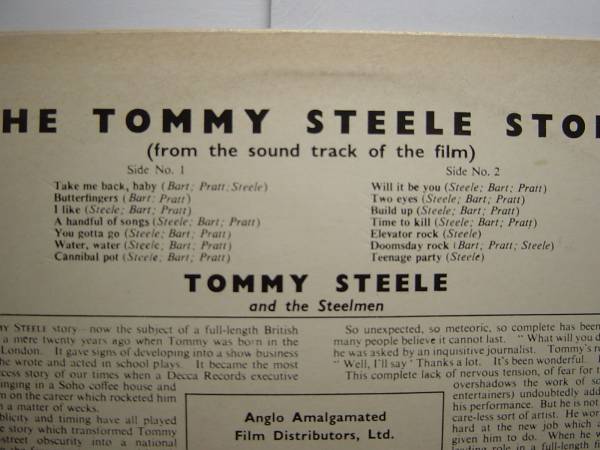 HE TOMMY STEELE STO
(from the sound track of the film)
Side No. 1
Take me back, baby (Bart; Pratt; Steele)
Butterfingers (Bart; Pratt)
I like (Steele; Bart; Pratt)
A handful of songs (Steele; Bart; Pratt)
You gotta go (Steele; Bart; Pratt)
Water, water (Steele; Bart; Pratt)
Cannibal pot (Steele; Bart; Pratt)
Side No. 2
Will it be you (Steele; Bart; Pratt)
Two eyes (Steele; Bart; Pratt)
Build up (Steele; Bart; Pratt)
Time to kill (Steele; Bart; Pratt)
Elevator rock (Steele)
Doomsday rock (Bart; Pratt; Steele)
Teenage party (Steele)
TOMMY STEELE
and the Steelmen
MY STEELE story—now the subject of a full-length British
a mere twenty years ago when Tommy was born in the
London. It gave signs of developing into a show business
he wrote and acted in school plays. It became the most
ccess story of our times when a Decca Records executive
inging in a Soho coffee house and
m on the career which rocketed him
n a matter of weeks.
blicity and timing have all played
e story which transformed Tommy
-street obscurity into a national
Anglo Amalgamated
Film Distributors, Ltd.
So unexpected, so meteoric, so complete has been
many people believe it cannot last. "What will you d
he was asked by an inquisitive journalist. Tommy's r
"Well, I'll say 'Thanks a lot. It's been wonderful.
This complete lack of nervous tension, of fear for t
overshadows the work of so
entertainers) undoubtedly add
his performance. But he is not
care-less sort of artist. He wor
hard at the new job which
given him to do. When he w
role in a full-length fi